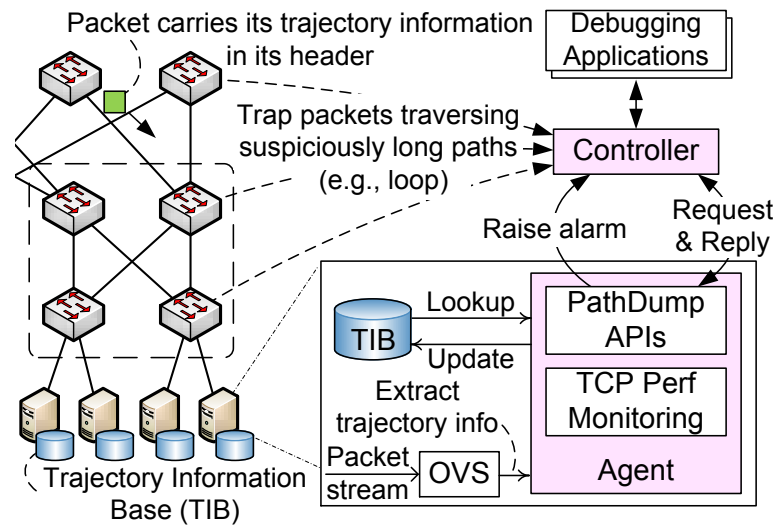 Packet carries its trajectory information
in its header
Debugging
Applications
Trap packets traversing
suspiciously long paths
(e.g., loop)
Controller
Raise alarm
Request
& Reply
Lookup
TIB
Update
PathDump
APIs
Extract
trajectory info
TCP Perf
Monitoring
Packet
stream
OVS
Agent
Trajectory Information
Base (TIB)